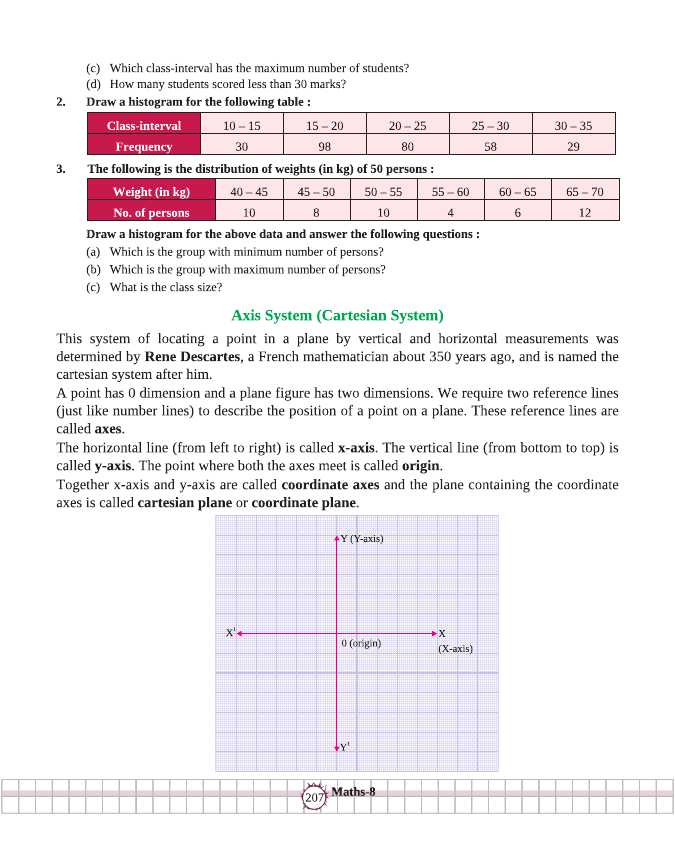 (c) Which class-interval has the maximum number of students?
(d) How many students scored less than 30 marks?
2. Draw a histogram for the following table :
Class-interval 10 – 15 15 – 20 20 – 25 25 – 30 30 – 35
Frequency 30 98 80 58 29
3. The following is the distribution of weights (in kg) of 50 persons :
Weight (in kg) 40 – 45 45 – 50 50 – 55 55 – 60 60 – 65 65 – 70
No. of persons 10 8 10 4 6 12
Draw a histogram for the above data and answer the following questions :
(a) Which is the group with minimum number of persons?
(b) Which is the group with maximum number of persons?
(c) What is the class size?
Axis System (Cartesian System)
This system of locating a point in a plane by vertical and horizontal measurements was
determined by Rene Descartes, a French mathematician about 350 years ago, and is named the
cartesian system after him.
A point has 0 dimension and a plane figure has two dimensions. We require two reference lines
(just like number lines) to describe the position of a point on a plane. These reference lines are
called axes.
The horizontal line (from left to right) is called x-axis. The vertical line (from bottom to top) is
called y-axis. The point where both the axes meet is called origin.
Together x-axis and y-axis are called coordinate axes and the plane containing the coordinate
axes is called cartesian plane or coordinate plane.
Y (Y-axis)
X' X
0 (origin)
(X-axis)
Y'
207 Maths-8